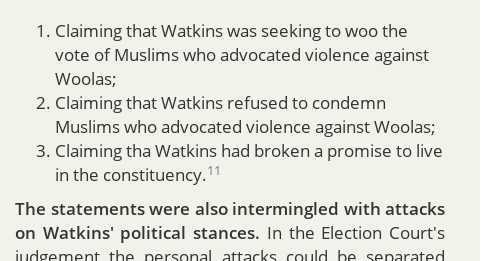 1. Claiming that Watkins was seeking to woo the
vote of Muslims who advocated violence against
Woolas;
2. Claiming that Watkins refused to condemn
Muslims who advocated violence against Woolas;
3. Claiming tha Watkins had broken a promise to live
in the constituency.11
The statements were also intermingled with attacks
on Watkins' political stances. In the Election Court's
judgement the personal attacks could be separated